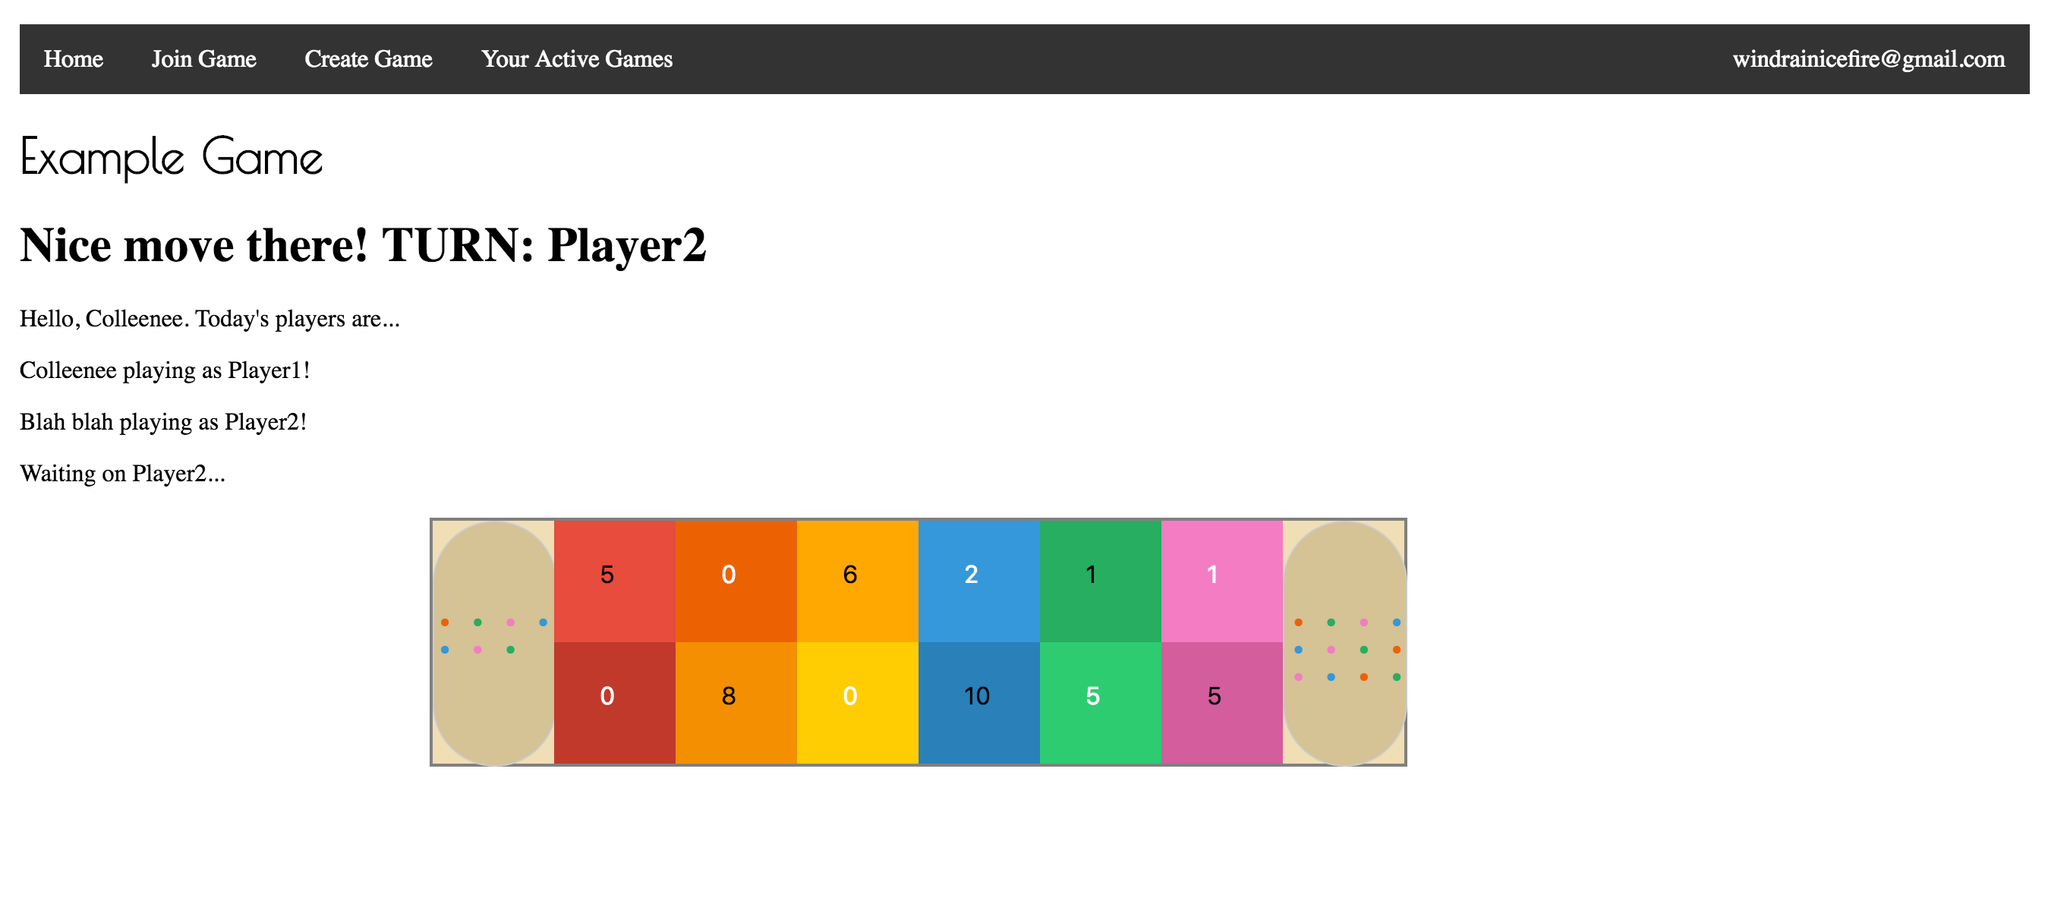 Home Join Game Create Game Your Active Games windrainicefire@gmail.com
Example Game
Nice move there! TURN: Player2
Hello, Colleenee. Today's players are...
Colleenee playing as Player1!
Blah blah playing as Player2!
Waiting on Player2...
5 0 6 2 1 1
0 8 0 10 5 5